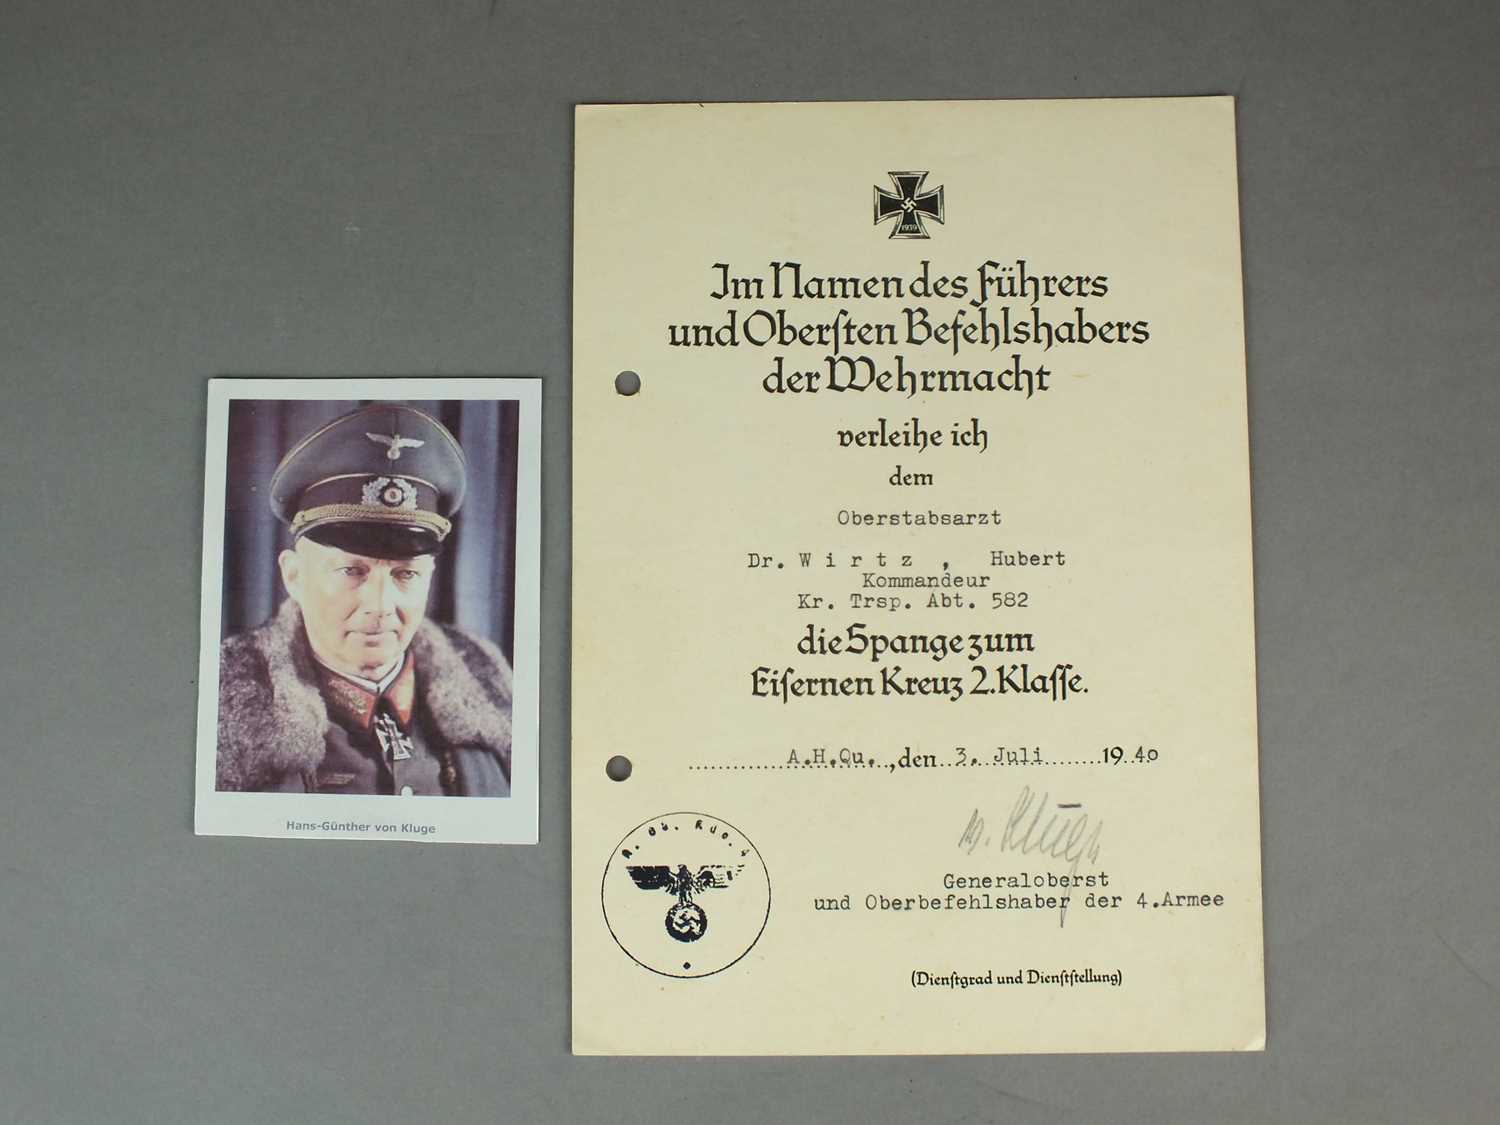 1939
Im Namen des Führers
und Obersten Befehlshabers
der Wehrmacht
verleihe ich
dem
Oberstabsarzt
Dr. W i r t z , Hubert
Kommandeur
Kr. Trsp. Abt. 582
die Spange zum
Eisernen Kreuz 2. Klasse.
A.H.Qu. , den 3. Juli 1940
v. Kluge
Generaloberst
und Oberbefehlshaber der 4.Armee
(Dienstgrad und Dienststellung)
Hans-Günther von Kluge